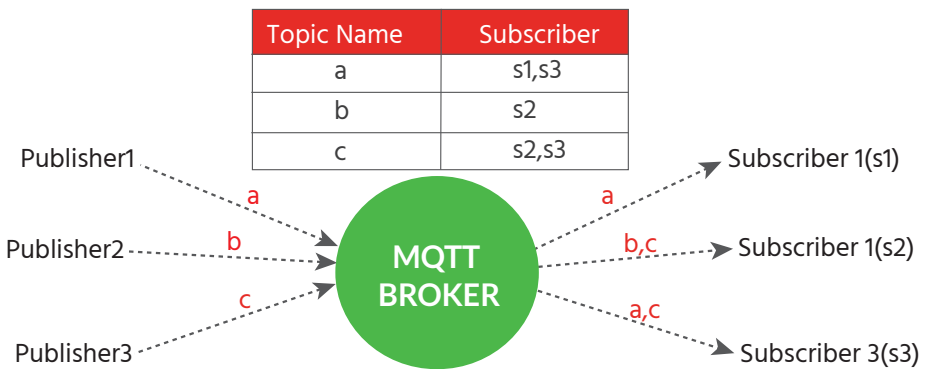 Topic Name Subscriber
a s1,s3
b s2
c s2,s3
Publisher1
a
Publisher2
b
Publisher3
c
MQTT
BROKER
a
Subscriber 1(s1)
b,c
Subscriber 1(s2)
a,c
Subscriber 3(s3)